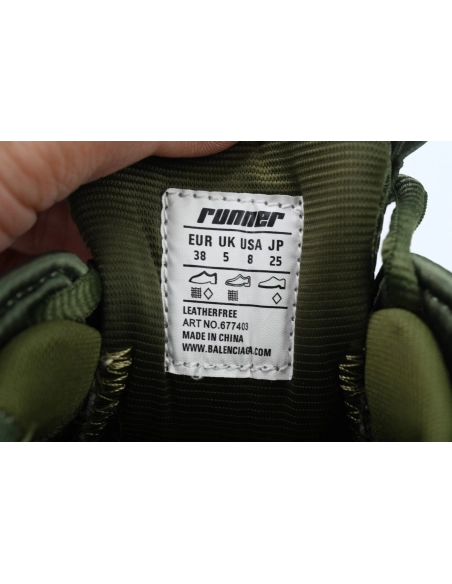 runner
EUR UK USA JP
38 5 8 25
LEATHERFREE
ART NO.677403
MADE IN CHINA
WWW.BALENCIAGA.COM